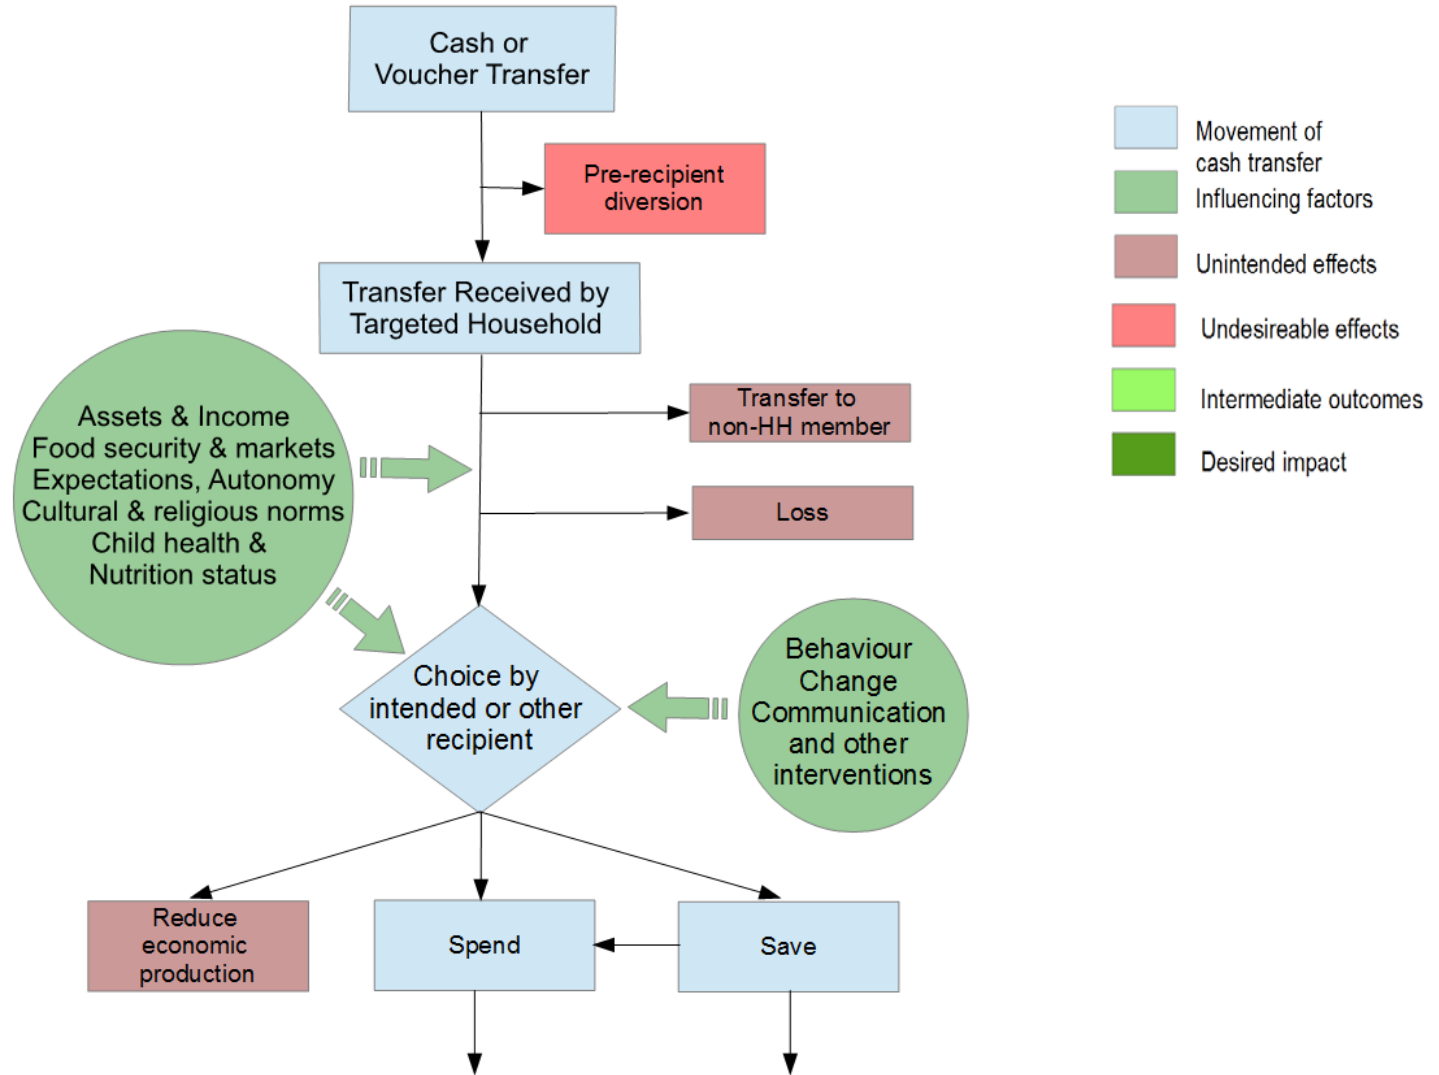 Cash or
Voucher Transfer
Pre-recipient
diversion
Transfer Received by
Targeted Household
Assets & Income
Food security & markets
Expectations, Autonomy
Cultural & religious norms
Child health &
Nutrition status
Transfer to
non-HH member
Loss
Choice by
intended or other
recipient
Behaviour
Change
Communication
and other
interventions
Reduce
economic
production
Spend
Save
Movement of
cash transfer
Influencing factors
Unintended effects
Undesireable effects
Intermediate outcomes
Desired impact